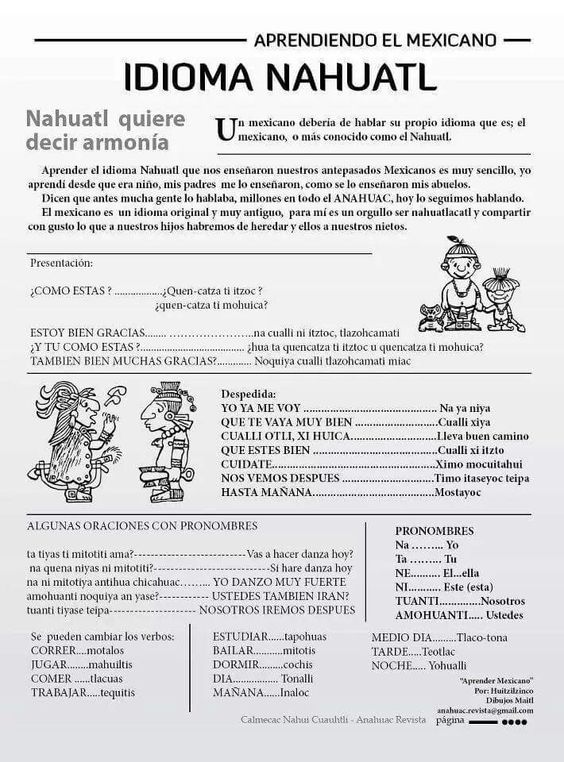 APRENDIENDO EL MEXICANO
IDIOMA NAHUATL
Nahuatl quiere
decir armonía
Un mexicano debería de hablar su propio idioma que es; el
mexicano, o más conocido como el Nahuatl.
Aprender el idioma Nahuatl que nos enseñaron nuestros antepasados Mexicanos es muy sencillo, yo
aprendí desde que era niño, mis padres me lo enseñaron, como se lo enseñaron mis abuelos.
Dicen que antes mucha gente lo hablaba, millones en todo el ANAHUAC, hoy lo seguimos hablando.
El mexicano es un idioma original y muy antiguo, para mí es un orgullo ser nahuatlacatl y compartir
con gusto lo que a nuestros hijos habremos de heredar y ellos a nuestros nietos.
Presentación:
¿COMO ESTAS ? .................¿Quen-catza ti itzoc ?
¿quen-catza ti mohuica?
ESTOY BIEN GRACIAS....... ........................na cualli ni itztoc, tlazohcamati
¿Y TU COMO ESTAS ?..................................... ¿hua ta quencatza ti itztoc u quencatza ti mohuica?
TAMBIEN BIEN MUCHAS GRACIAS?............ Noquiya cualli tlazohcamati miac
Despedida:
YO YA ME VOY ............................................. Na ya niya
QUE TE VAYA MUY BIEN ............................Cualli xiya
CUALLI OTLI, XI HUICA.............................Lleva buen camino
QUE ESTES BIEN ..........................................Cualli xi itzto
CUIDATE.......................................................Ximo mocuitahui
NOS VEMOS DESPUES ...............................Timo itaseyoc teipa
HASTA MAÑANA.........................................Mostayoc
ALGUNAS ORACIONES CON PRONOMBRES
ta tiyas ti mitotiti ama?---------------------------Vas a hacer danza hoy?
na quena niyas ni mitotiti?----------------------------Si hare danza hoy
na ni mitotiya antihua chicahuac......... YO DANZO MUY FUERTE
amohuanti noquiya an yase?------------ USTEDES TAMBIEN IRAN?
tuanti tiyase teipa--------------------- NOSOTROS IREMOS DESPUES
PRONOMBRES
Na ......... Yo
Ta ......... Tu
NE.......... El...ella
NI........... Este (esta)
TUANTI..............Nosotros
AMOHUANTI..... Ustedes
Se pueden cambiar los verbos:
CORRER....motalos
JUGAR........mahuiltis
COMER ......tlacuas
TRABAJAR.....tequitis
ESTUDIAR......tapohuas
BAILAR...........mitotis
DORMIR..........cochis
DIA................ Tonalli
MAÑANA......Inaloc
MEDIO DIA.........Tlaco-tona
TARDE.....Teotlac
NOCHE..... Yohualli
"Aprender Mexicano"
Por: Huitzilzinco
Dibujos Maitl
anahuac.revista@gmail.com
Calmecac Nahui Cuauhtli - Anahuac Revista página